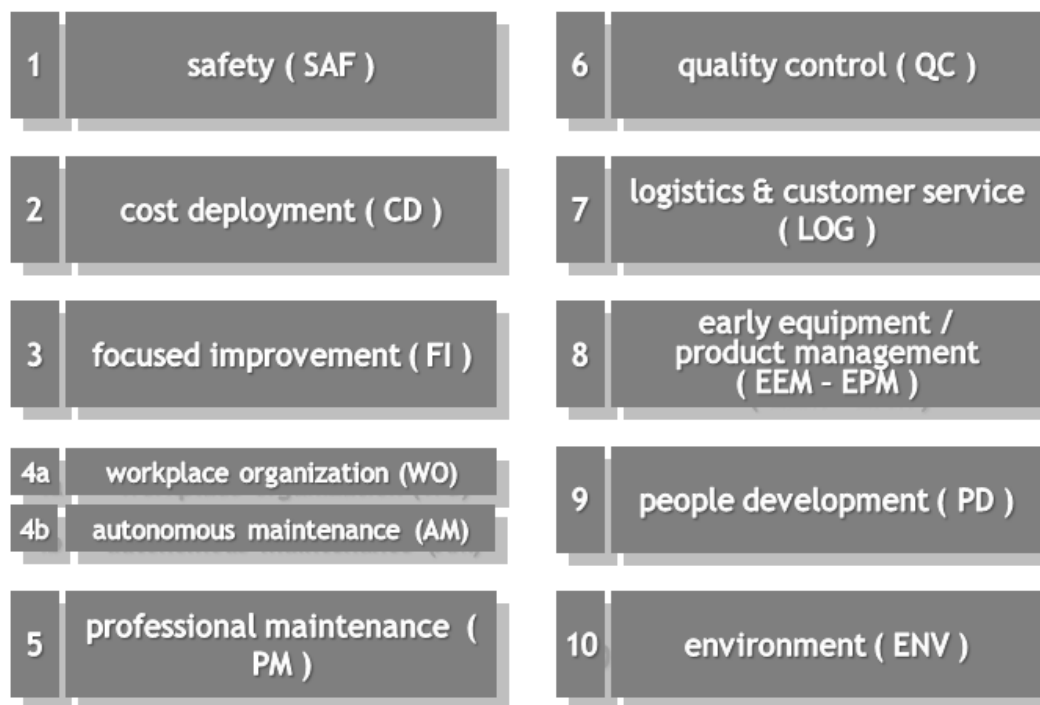 1
safety ( SAF )
2
cost deployment ( CD )
3
focused improvement ( FI )
4a
workplace organization (WO)
4b
autonomous maintenance (AM)
5
professional maintenance (
PM )
6
quality control ( QC )
7
logistics & customer service
( LOG )
8
early equipment /
product management
( EEM – EPM )
9
people development ( PD )
10
environment ( ENV )